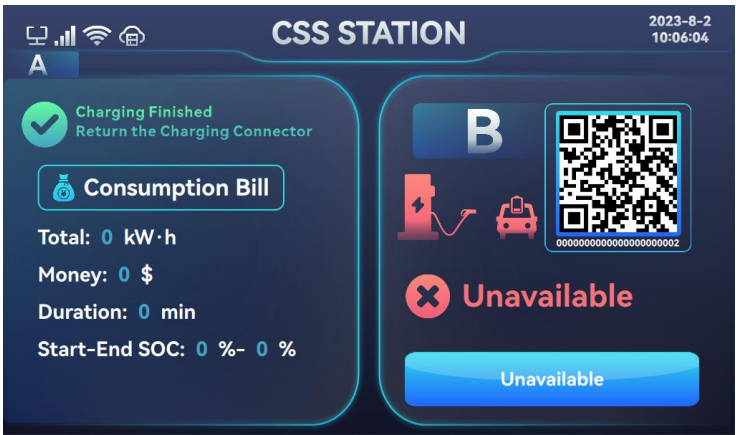 CSS STATION
2023-8-2
10:06:04
A
Charging Finished
Return the Charging Connector
Consumption Bill
Total: 0 kW·h
Money: 0 $
Duration: 0 min
Start-End SOC: 0 %- 0 %
B
0000000000000000000002
Unavailable
Unavailable